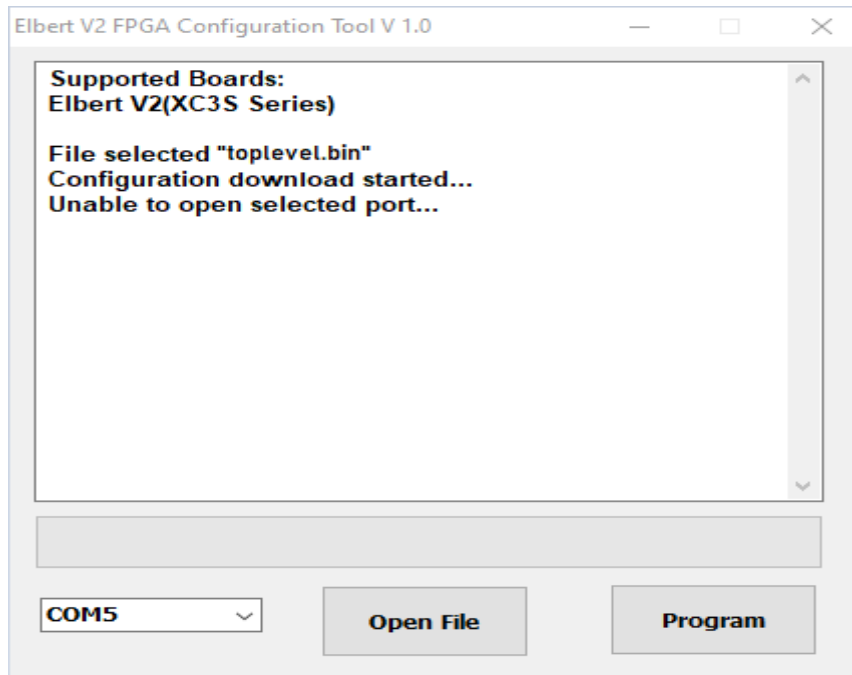 Elbert V2 FPGA Configuration Tool V 1.0
Supported Boards:
Elbert V2(XC3S Series)
File selected "toplevel.bin"
Configuration download started...
Unable to open selected port...
COM5
Open File
Program